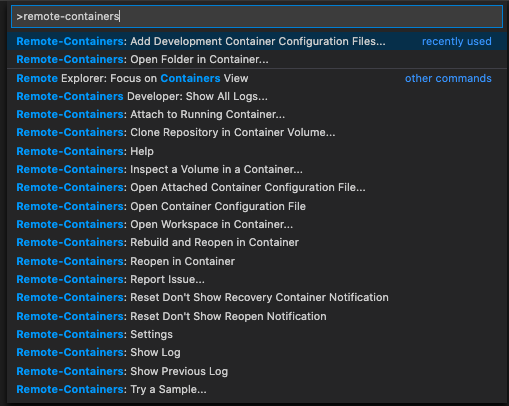 >remote-containers
Remote-Containers: Add Development Container Configuration Files... recently used
Remote-Containers: Open Folder in Container...
Remote Explorer: Focus on Containers View other commands
Remote-Containers Developer: Show All Logs...
Remote-Containers: Attach to Running Container...
Remote-Containers: Clone Repository in Container Volume...
Remote-Containers: Help
Remote-Containers: Inspect a Volume in a Container...
Remote-Containers: Open Attached Container Configuration File...
Remote-Containers: Open Container Configuration File
Remote-Containers: Open Workspace in Container...
Remote-Containers: Rebuild and Reopen in Container
Remote-Containers: Reopen in Container
Remote-Containers: Report Issue...
Remote-Containers: Reset Don't Show Recovery Container Notification
Remote-Containers: Reset Don't Show Reopen Notification
Remote-Containers: Settings
Remote-Containers: Show Log
Remote-Containers: Show Previous Log
Remote-Containers: Try a Sample...